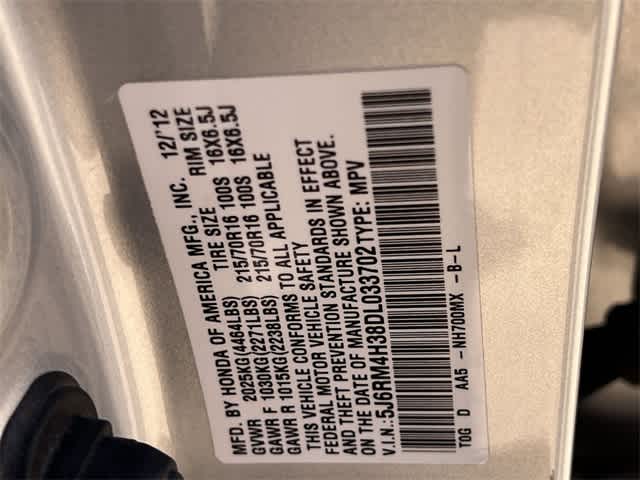 MFD. BY HONDA OF AMERICA MFG., INC. 12/'12
GVWR 2025KG(4464LBS) TIRE SIZE RIM SIZE
GAWR F 1030KG(2271LBS) 215/70R16 100S 16X6.5J
GAWR R 1015KG(2238LBS) 215/70R16 100S 16X6.5J
THIS VEHICLE CONFORMS TO ALL APPLICABLE
FEDERAL MOTOR VEHICLE SAFETY
AND THEFT PREVENTION STANDARDS IN EFFECT
ON THE DATE OF MANUFACTURE SHOWN ABOVE.
V.I.N.:5J6RM4H38DL033702 TYPE: MPV
TOG D AA5 -NH700MX -B-L